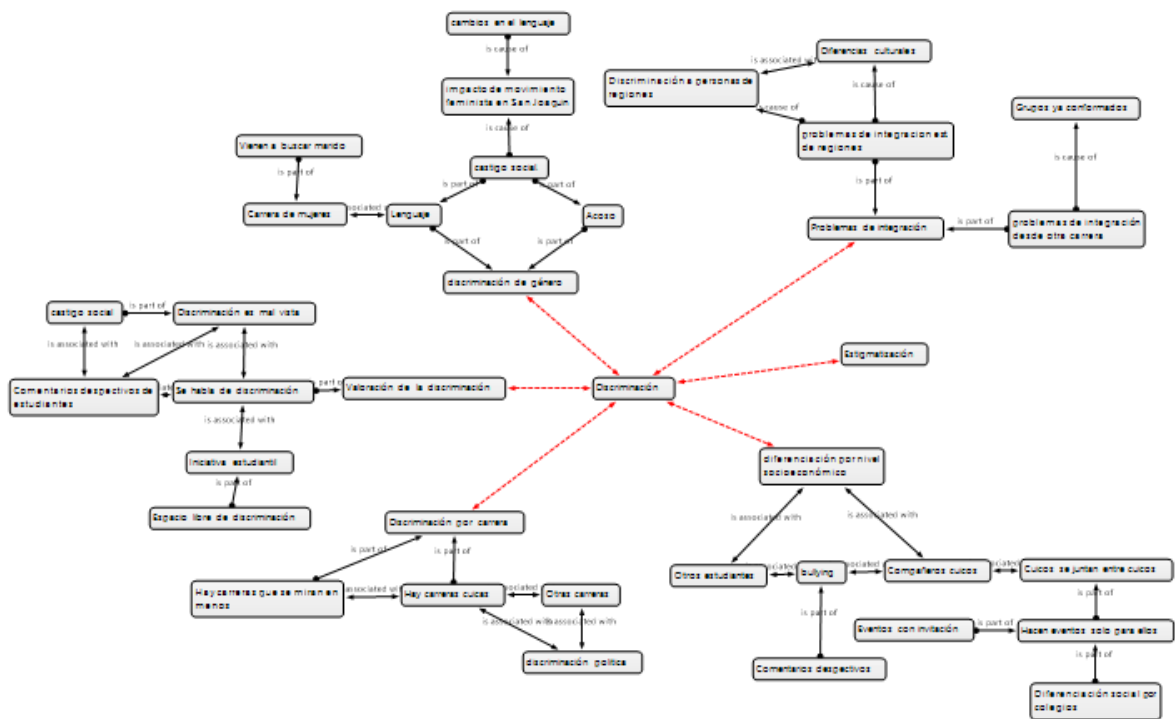 cambios en el lenguaje
is cause of
impacto de movimiento
feminista en San Joaquin
is cause of
castigo social
is part of
is part of
Vienen a buscar marido
is part of
Carrera de mujeres
sociated
Lenguaje
Acoso
is part of
is part of
discriminación de género
Diferencias culturales
is associated with
Discriminación a personas de
regiones
is cause of
is cause of
problemas de integracion est
de regiones
is part of
Problemas de integración
is part of
Grupos ya conformados
is cause of
problemas de integración
desde otra carrera
castigo social
is part of
Discriminación es mal vista
is associated with
is associated with
is associated with
Comentarios despectivos de
estudiantes
Se habla de discriminación
part of
Valoración de la discriminación
Discriminación
Estigmatización
is associated with
Iniciativa estudiantil
is part of
Espacio libre de discriminación
diferenciación por nivel
socioeconómico
is associated with
is associated with
Otros estudiantes
sociated
bullying
sociated
Compañeros cuicos
sociated
Cuicos se juntan entre cuicos
Eventos con invitación
is part of
is part of
Hacen eventos solo para ellos
is part of
is part of
Comentarios despectivos
Diferenciación social por
colegios
Discriminación por carrera
is part of
is part of
Hay carreras que se miran en
menos
associated wit
Hay carreras cuicas
sociated
Otras carreras
is associated with
associated with
discriminación política